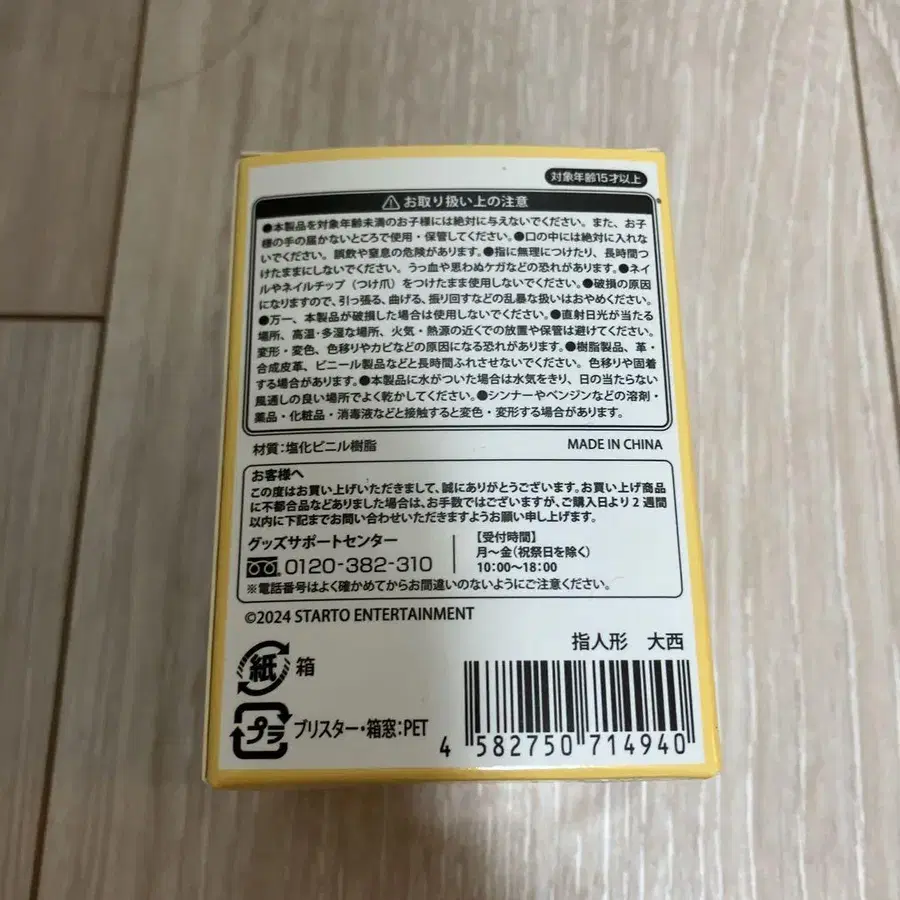 対象年齢15才以上
⚠お取り扱い上の注意
●本製品を対象年齢未満のお子様には絶対に与えないでください。また、お子
様の手の届かないところで使用・保管してください。●口の中には絶対に入れな
いでください。誤飲や窒息の危険があります。●指に無理につけたり、長時間つ
けたままにしないでください。うっ血や思わぬケガなどの恐れがあります。●ネイ
ルやネイルチップ（つけ爪）をつけたまま使用しないでください。●破損の原因
になりますので、引っ張る、曲げる、振り回すなどの乱暴な扱いはおやめください。
●万一、本製品が破損した場合は使用しないでください。●直射日光が当たる
場所、高温・多湿な場所、火気・熱源の近くでの放置や保管は避けてください。
変形・変色、色移りやカビなどの原因になる恐れがあります。●樹脂製品、革・
合成皮革、ビニール製品などと長時間ふれさせないでください。色移りや固着
する場合があります。●本製品に水がついた場合は水気をきり、日の当たらない
風通しの良い場所でよく乾かしてください。●シンナーやベンジンなどの溶剤・
薬品・化粧品・消毒液などと接触すると変色・変形する場合があります。
材質：塩化ビニル樹脂 MADE IN CHINA
お客様へ
この度はお買い上げいただきまして、誠にありがとうございます。お買い上げ商品
に不都合品などありました場合は、お手数ではございますが、ご購入日より2週間
以内に下記までお問い合わせいただきますようお願い申し上げます。
グッズサポートセンター
0120-382-310
【受付時間】
月〜金（祝祭日を除く）
10:00〜18:00
※電話番号はよく確かめてからお間違いのないようにご注意ください。
©2024 STARTO ENTERTAINMENT
指人形 大西
紙 箱
プラ ブリスター・箱窓：PET
4 582750 714940